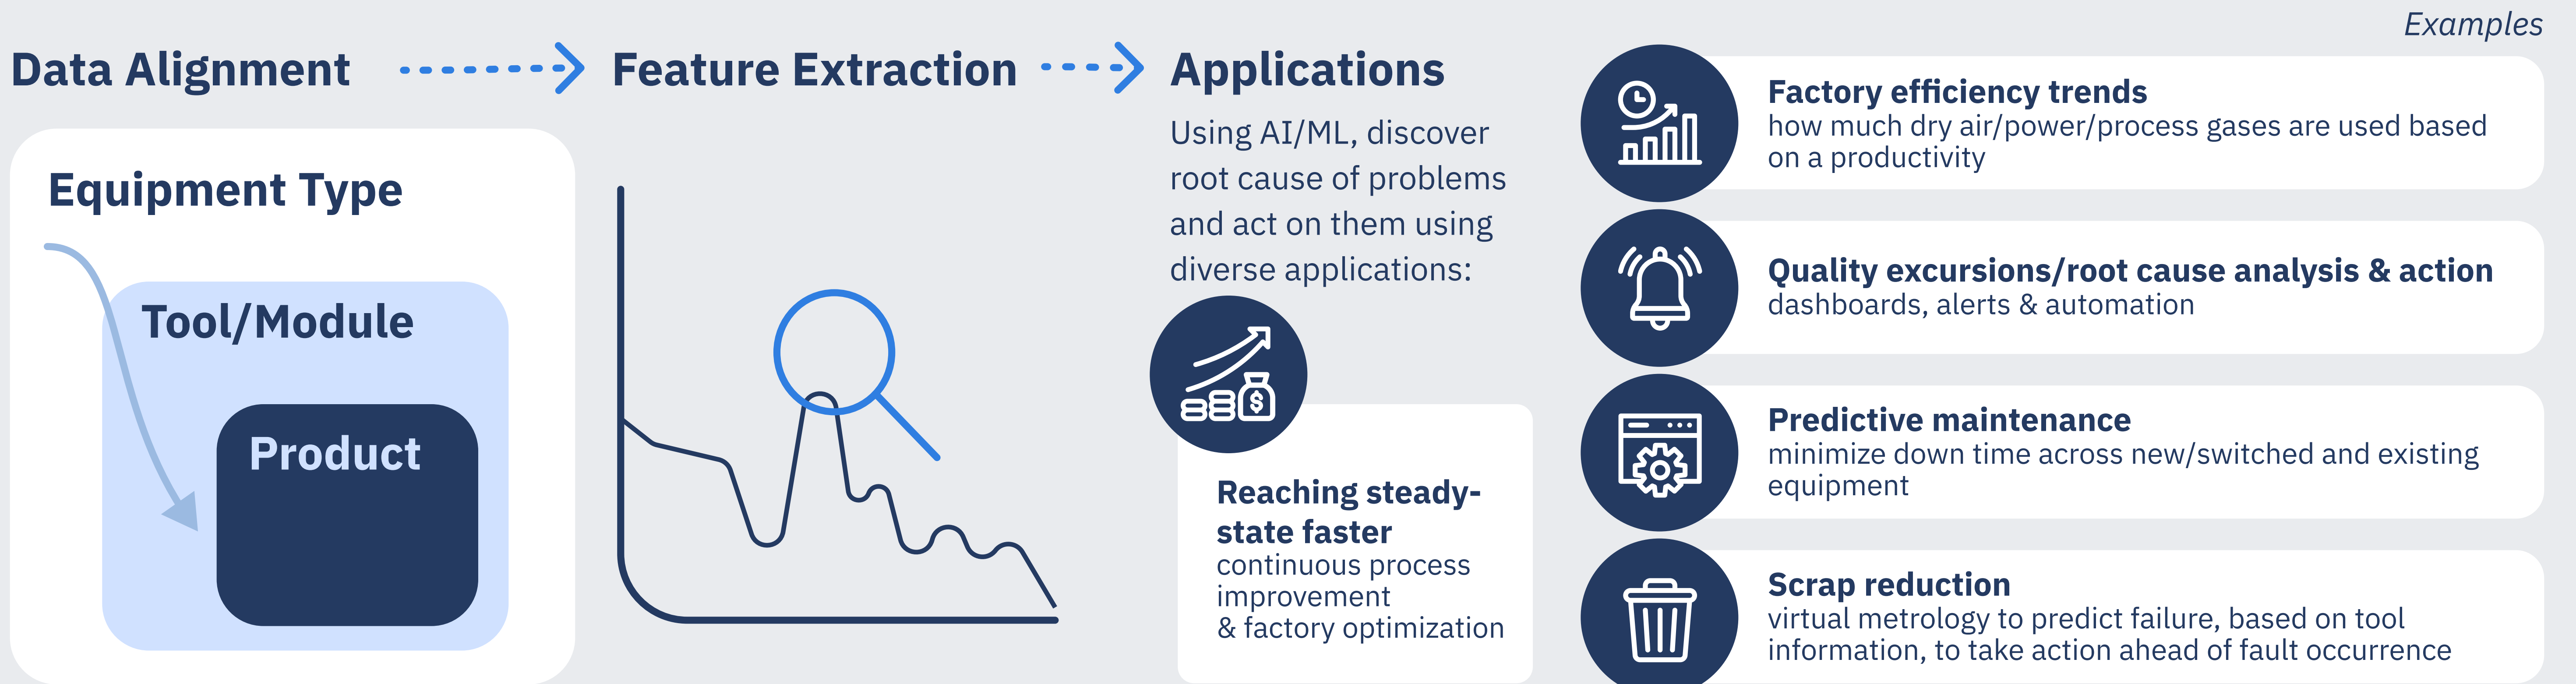 Data Alignment
Equipment Type
Tool/Module
Product
Feature Extraction
Applications
Using AI/ML, discover
root cause of problems
and act on them using
diverse applications:
$
Reaching steady-
state faster
continuous process
improvement
& factory optimization
Examples
Factory efficiency trends
how much dry air/power/process gases are used based
on a productivity
Quality excursions/root cause analysis & action
dashboards, alerts & automation
Predictive maintenance
minimize down time across new/switched and existing
equipment
Scrap reduction
virtual metrology to predict failure, based on tool
information, to take action ahead of fault occurrence